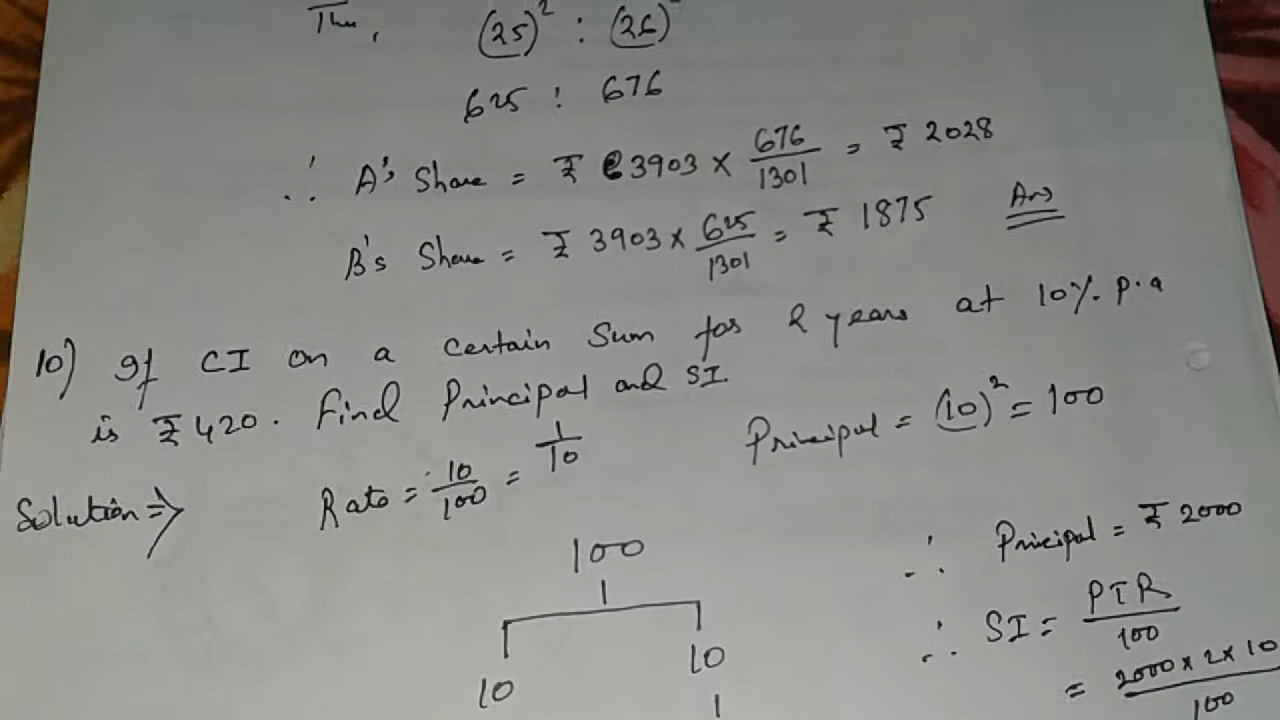 Thus, (25)² : (26)²
625 : 676
∴ A's Share = ₹ 3903 × 676/1301 = ₹ 2028
B's Share = ₹ 3903 × 625/1301 = ₹ 1875 Ans
10) If CI on a certain Sum for 2 years at 10% p.a
is ₹ 420. Find Principal and SI.
Solution ⇒ Rate = 10/100 = 1/10
Principal = (10)² = 100
100
10 10
1
∴ Principal = ₹ 2000
∴ SI = PTR/100
= 2000 × 2 × 10/100